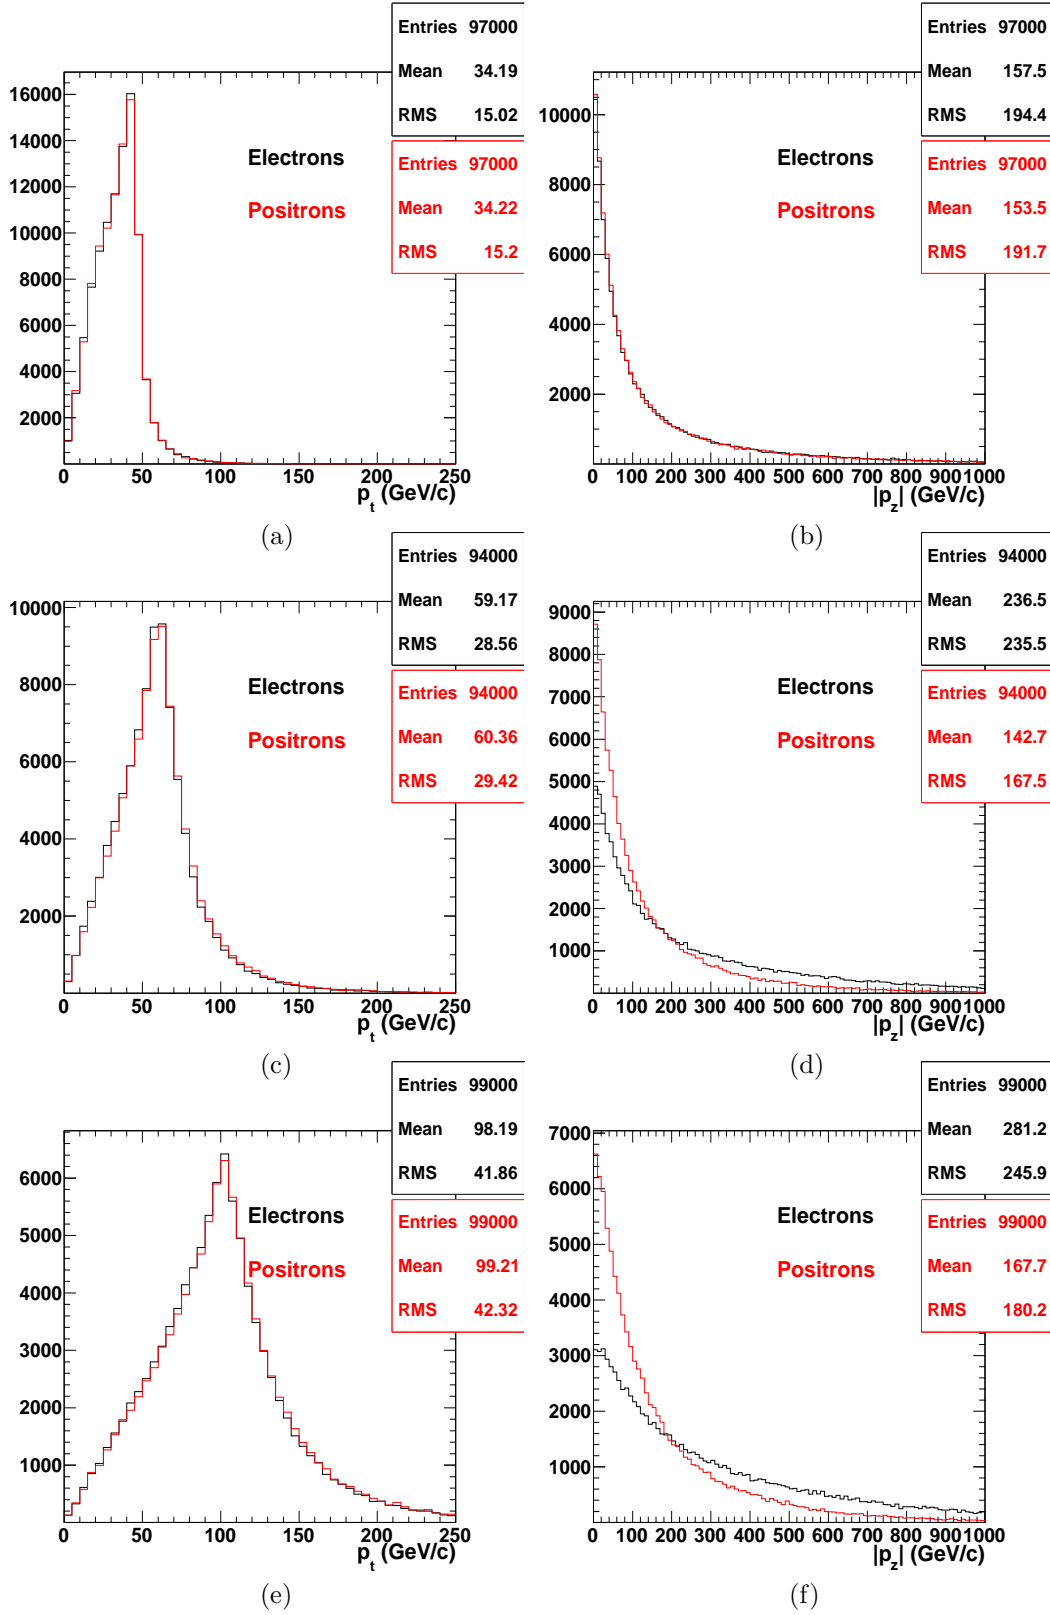 Entries 97000
Mean 34.19
RMS 15.02
Entries 97000
Mean 34.22
RMS 15.2
Electrons
Positrons
16000
14000
12000
10000
8000
6000
4000
2000
0 50 100 150 200 250
p_t (GeV/c)
(a)
Entries 97000
Mean 157.5
RMS 194.4
Entries 97000
Mean 153.5
RMS 191.7
Electrons
Positrons
10000
8000
6000
4000
2000
0 100 200 300 400 500 600 700 800 900 1000
|p_z| (GeV/c)
(b)
Entries 94000
Mean 59.17
RMS 28.56
Entries 94000
Mean 60.36
RMS 29.42
Electrons
Positrons
10000
8000
6000
4000
2000
0 50 100 150 200 250
p_t (GeV/c)
(c)
Entries 94000
Mean 236.5
RMS 235.5
Entries 94000
Mean 142.7
RMS 167.5
Electrons
Positrons
9000
8000
7000
6000
5000
4000
3000
2000
1000
0 100 200 300 400 500 600 700 800 900 1000
|p_z| (GeV/c)
(d)
Entries 99000
Mean 98.19
RMS 41.86
Entries 99000
Mean 99.21
RMS 42.32
Electrons
Positrons
6000
5000
4000
3000
2000
1000
0 50 100 150 200 250
p_t (GeV/c)
(e)
Entries 99000
Mean 281.2
RMS 245.9
Entries 99000
Mean 167.7
RMS 180.2
Electrons
Positrons
7000
6000
5000
4000
3000
2000
1000
0 100 200 300 400 500 600 700 800 900 1000
|p_z| (GeV/c)
(f)